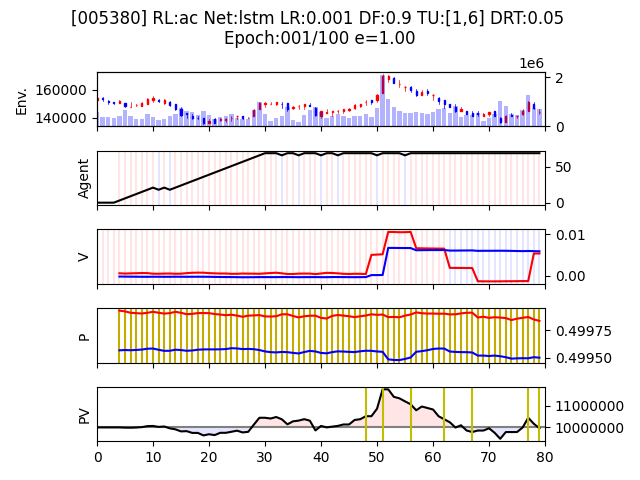 [005380] RL:ac Net:lstm LR:0.001 DF:0.9 TU:[1,6] DRT:0.05
Epoch:001/100 e=1.00
1e6
Env.
160000
140000
2
0
Agent
50
0
V
0.01
0.00
P
0.49975
0.49950
PV
11000000
10000000
0 10 20 30 40 50 60 70 80